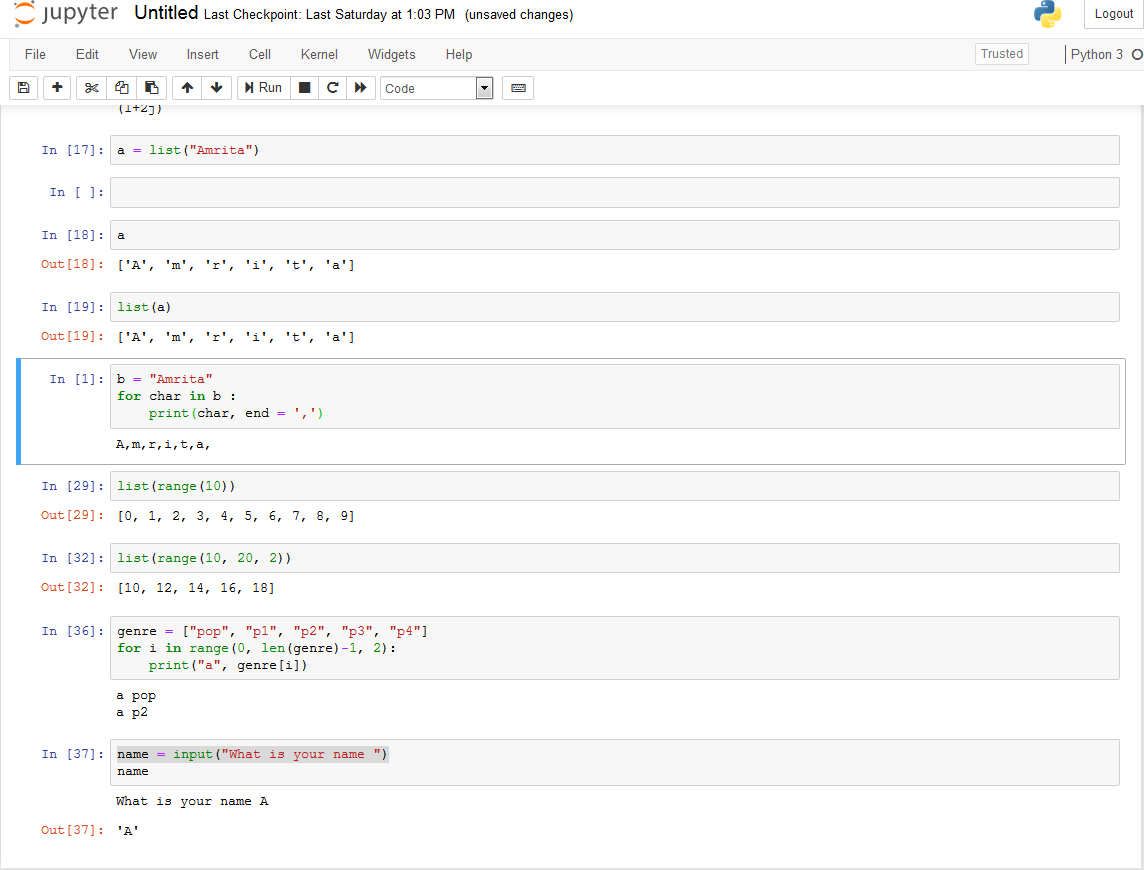 jupyter Untitled Last Checkpoint: Last Saturday at 1:03 PM (unsaved changes) Logout
File Edit View Insert Cell Kernel Widgets Help Trusted Python 3
Run Code
(1+2j)
In [17]: a = list("Amrita")
In [ ]:
In [18]: a
Out[18]: ['A', 'm', 'r', 'i', 't', 'a']
In [19]: list(a)
Out[19]: ['A', 'm', 'r', 'i', 't', 'a']
In [1]: b = "Amrita"
for char in b :
    print(char, end = ',')
A,m,r,i,t,a,
In [29]: list(range(10))
Out[29]: [0, 1, 2, 3, 4, 5, 6, 7, 8, 9]
In [32]: list(range(10, 20, 2))
Out[32]: [10, 12, 14, 16, 18]
In [36]: genre = ["pop", "p1", "p2", "p3", "p4"]
for i in range(0, len(genre)-1, 2):
    print("a", genre[i])
a pop
a p2
In [37]: name = input("What is your name ")
name
What is your name A
Out[37]: 'A'